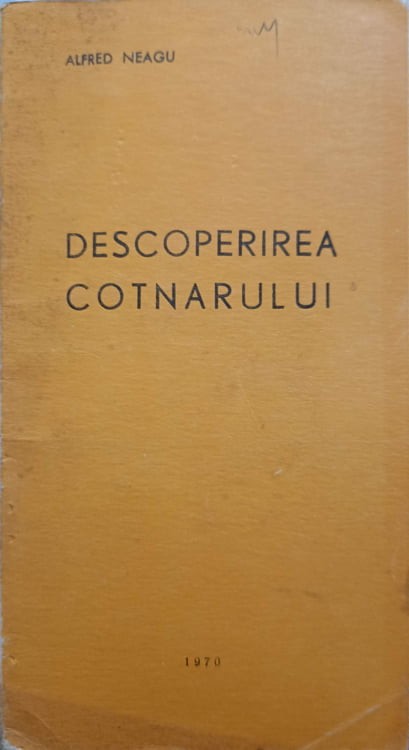 ALFRED NEAGU
DESCOPERIREA
COTNARULUI
1970